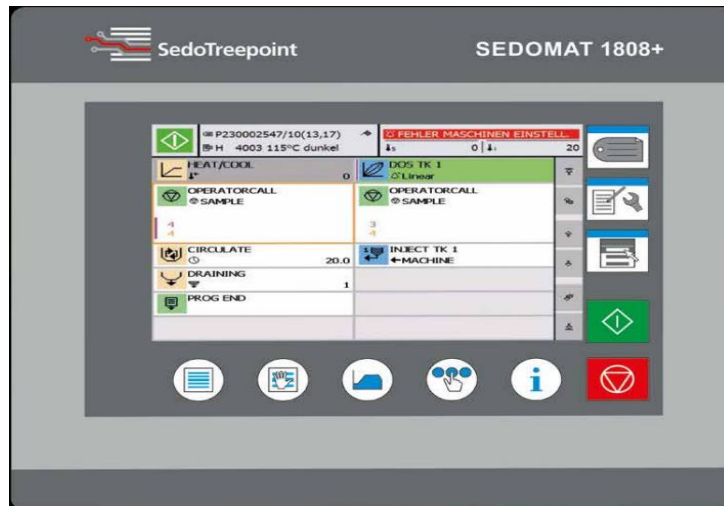 SedoTreepoint
SEDOMAT 1808+
P230002547/10(13,17)
H 4003 115°C dunkel
FEHLER MASCHINEN EINSTELL.
0
20
HEAT/COOL
0
DOS TK 1
Linear
OPERATORCALL
SAMPLE
4
4
OPERATORCALL
SAMPLE
3
4
CIRCULATE
20.0
INJECT TK 1
←MACHINE
DRAINING
1
PROG END
i